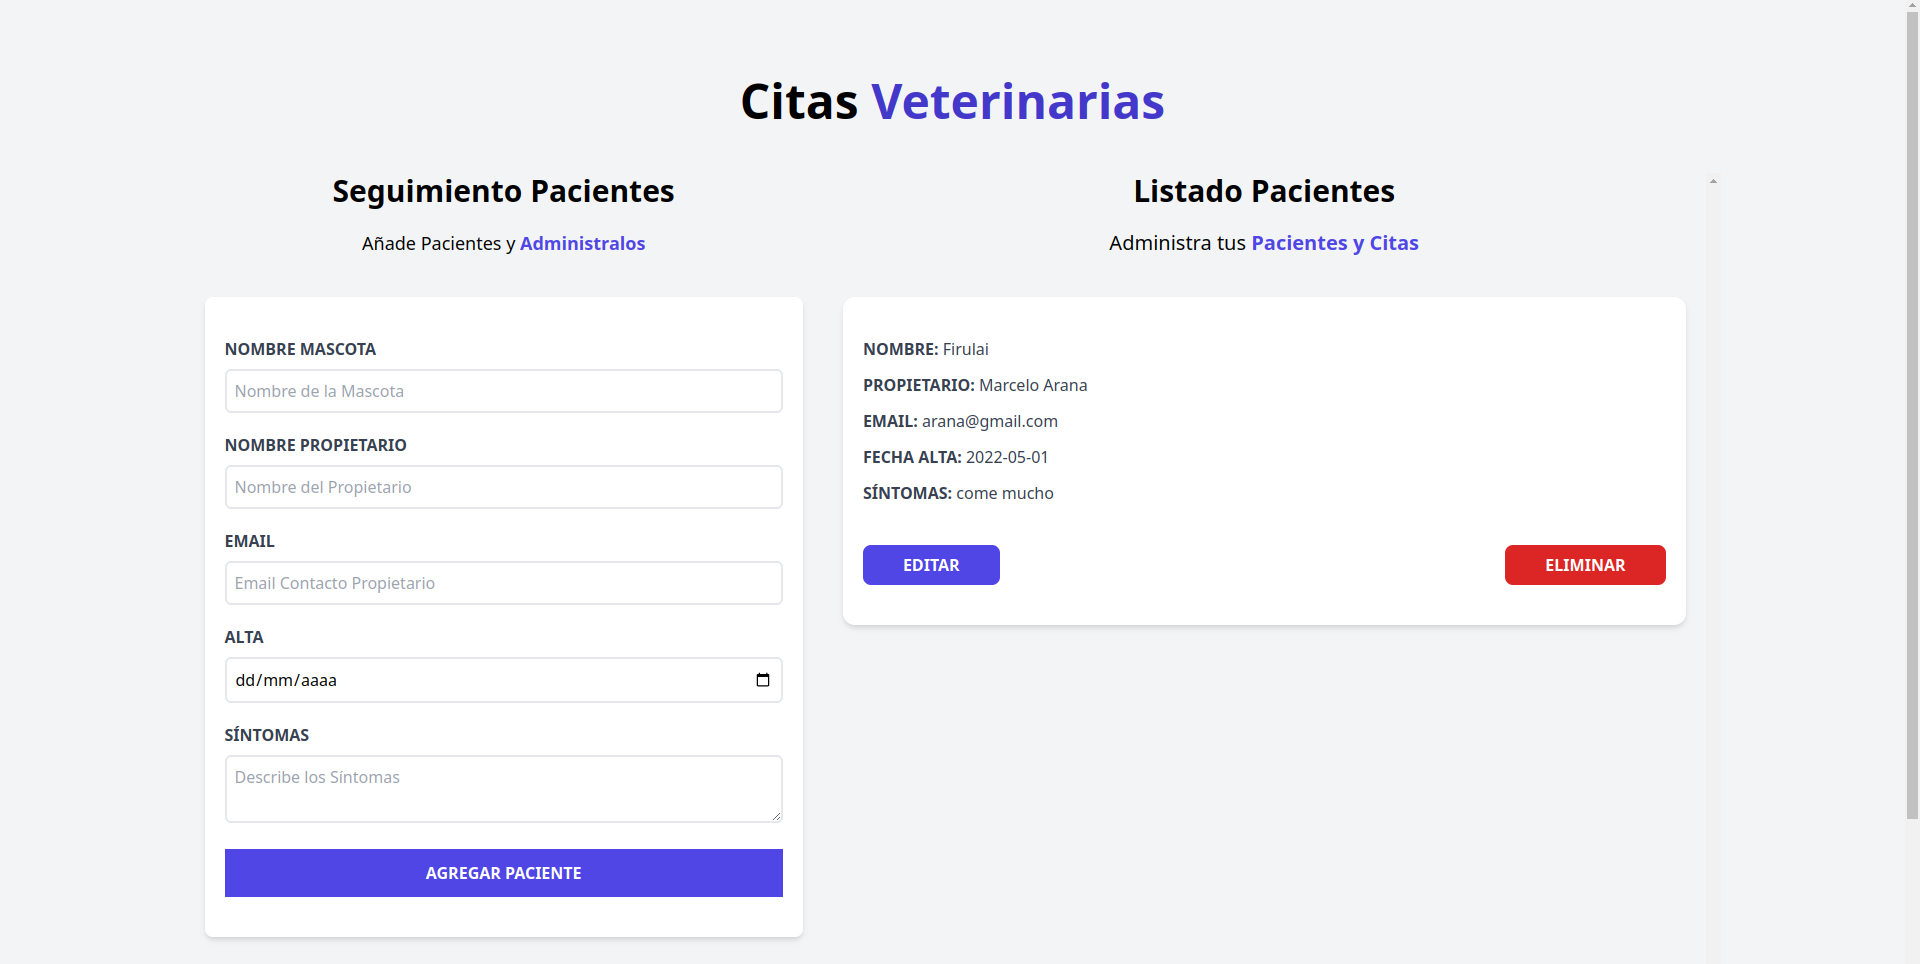 Citas Veterinarias
Seguimiento Pacientes
Añade Pacientes y Administralos
NOMBRE MASCOTA
Nombre de la Mascota
NOMBRE PROPIETARIO
Nombre del Propietario
EMAIL
Email Contacto Propietario
ALTA
dd/mm/aaaa
SÍNTOMAS
Describe los Síntomas
AGREGAR PACIENTE
Listado Pacientes
Administra tus Pacientes y Citas
NOMBRE: Firulai
PROPIETARIO: Marcelo Arana
EMAIL: arana@gmail.com
FECHA ALTA: 2022-05-01
SÍNTOMAS: come mucho
EDITAR
ELIMINAR